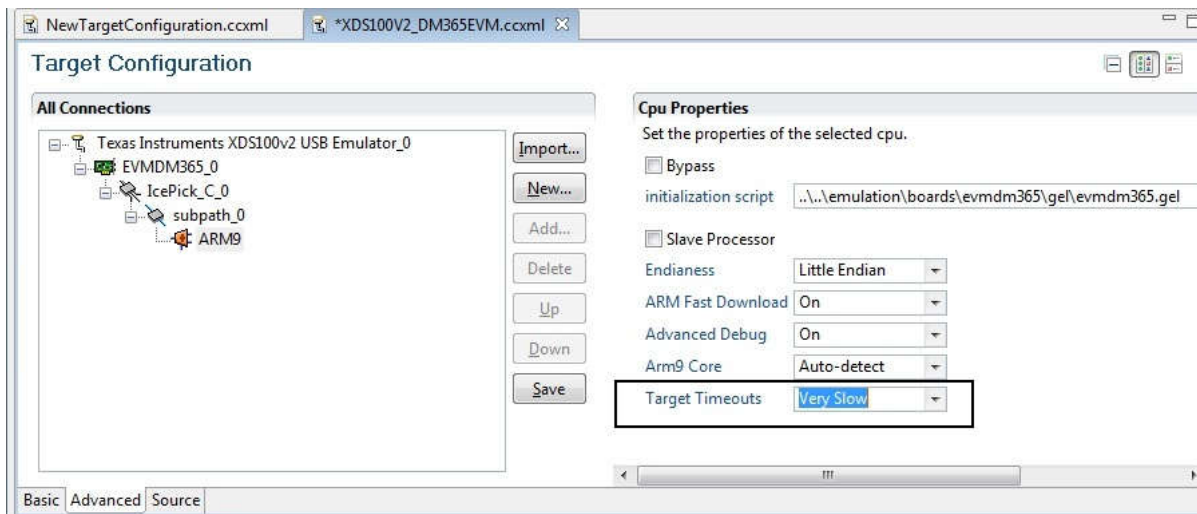 NewTargetConfiguration.ccxml
*XDS100V2_DM365EVM.ccxml
Target Configuration
All Connections
Texas Instruments XDS100v2 USB Emulator_0
EVMDM365_0
IcePick_C_0
subpath_0
ARM9
Import...
New...
Add...
Delete
Up
Down
Save
Cpu Properties
Set the properties of the selected cpu.
Bypass
initialization script ..\..\emulation\boards\evmdm365\gel\evmdm365.gel
Slave Processor
Endianess Little Endian
ARM Fast Download On
Advanced Debug On
Arm9 Core Auto-detect
Target Timeouts Very Slow
Basic Advanced Source